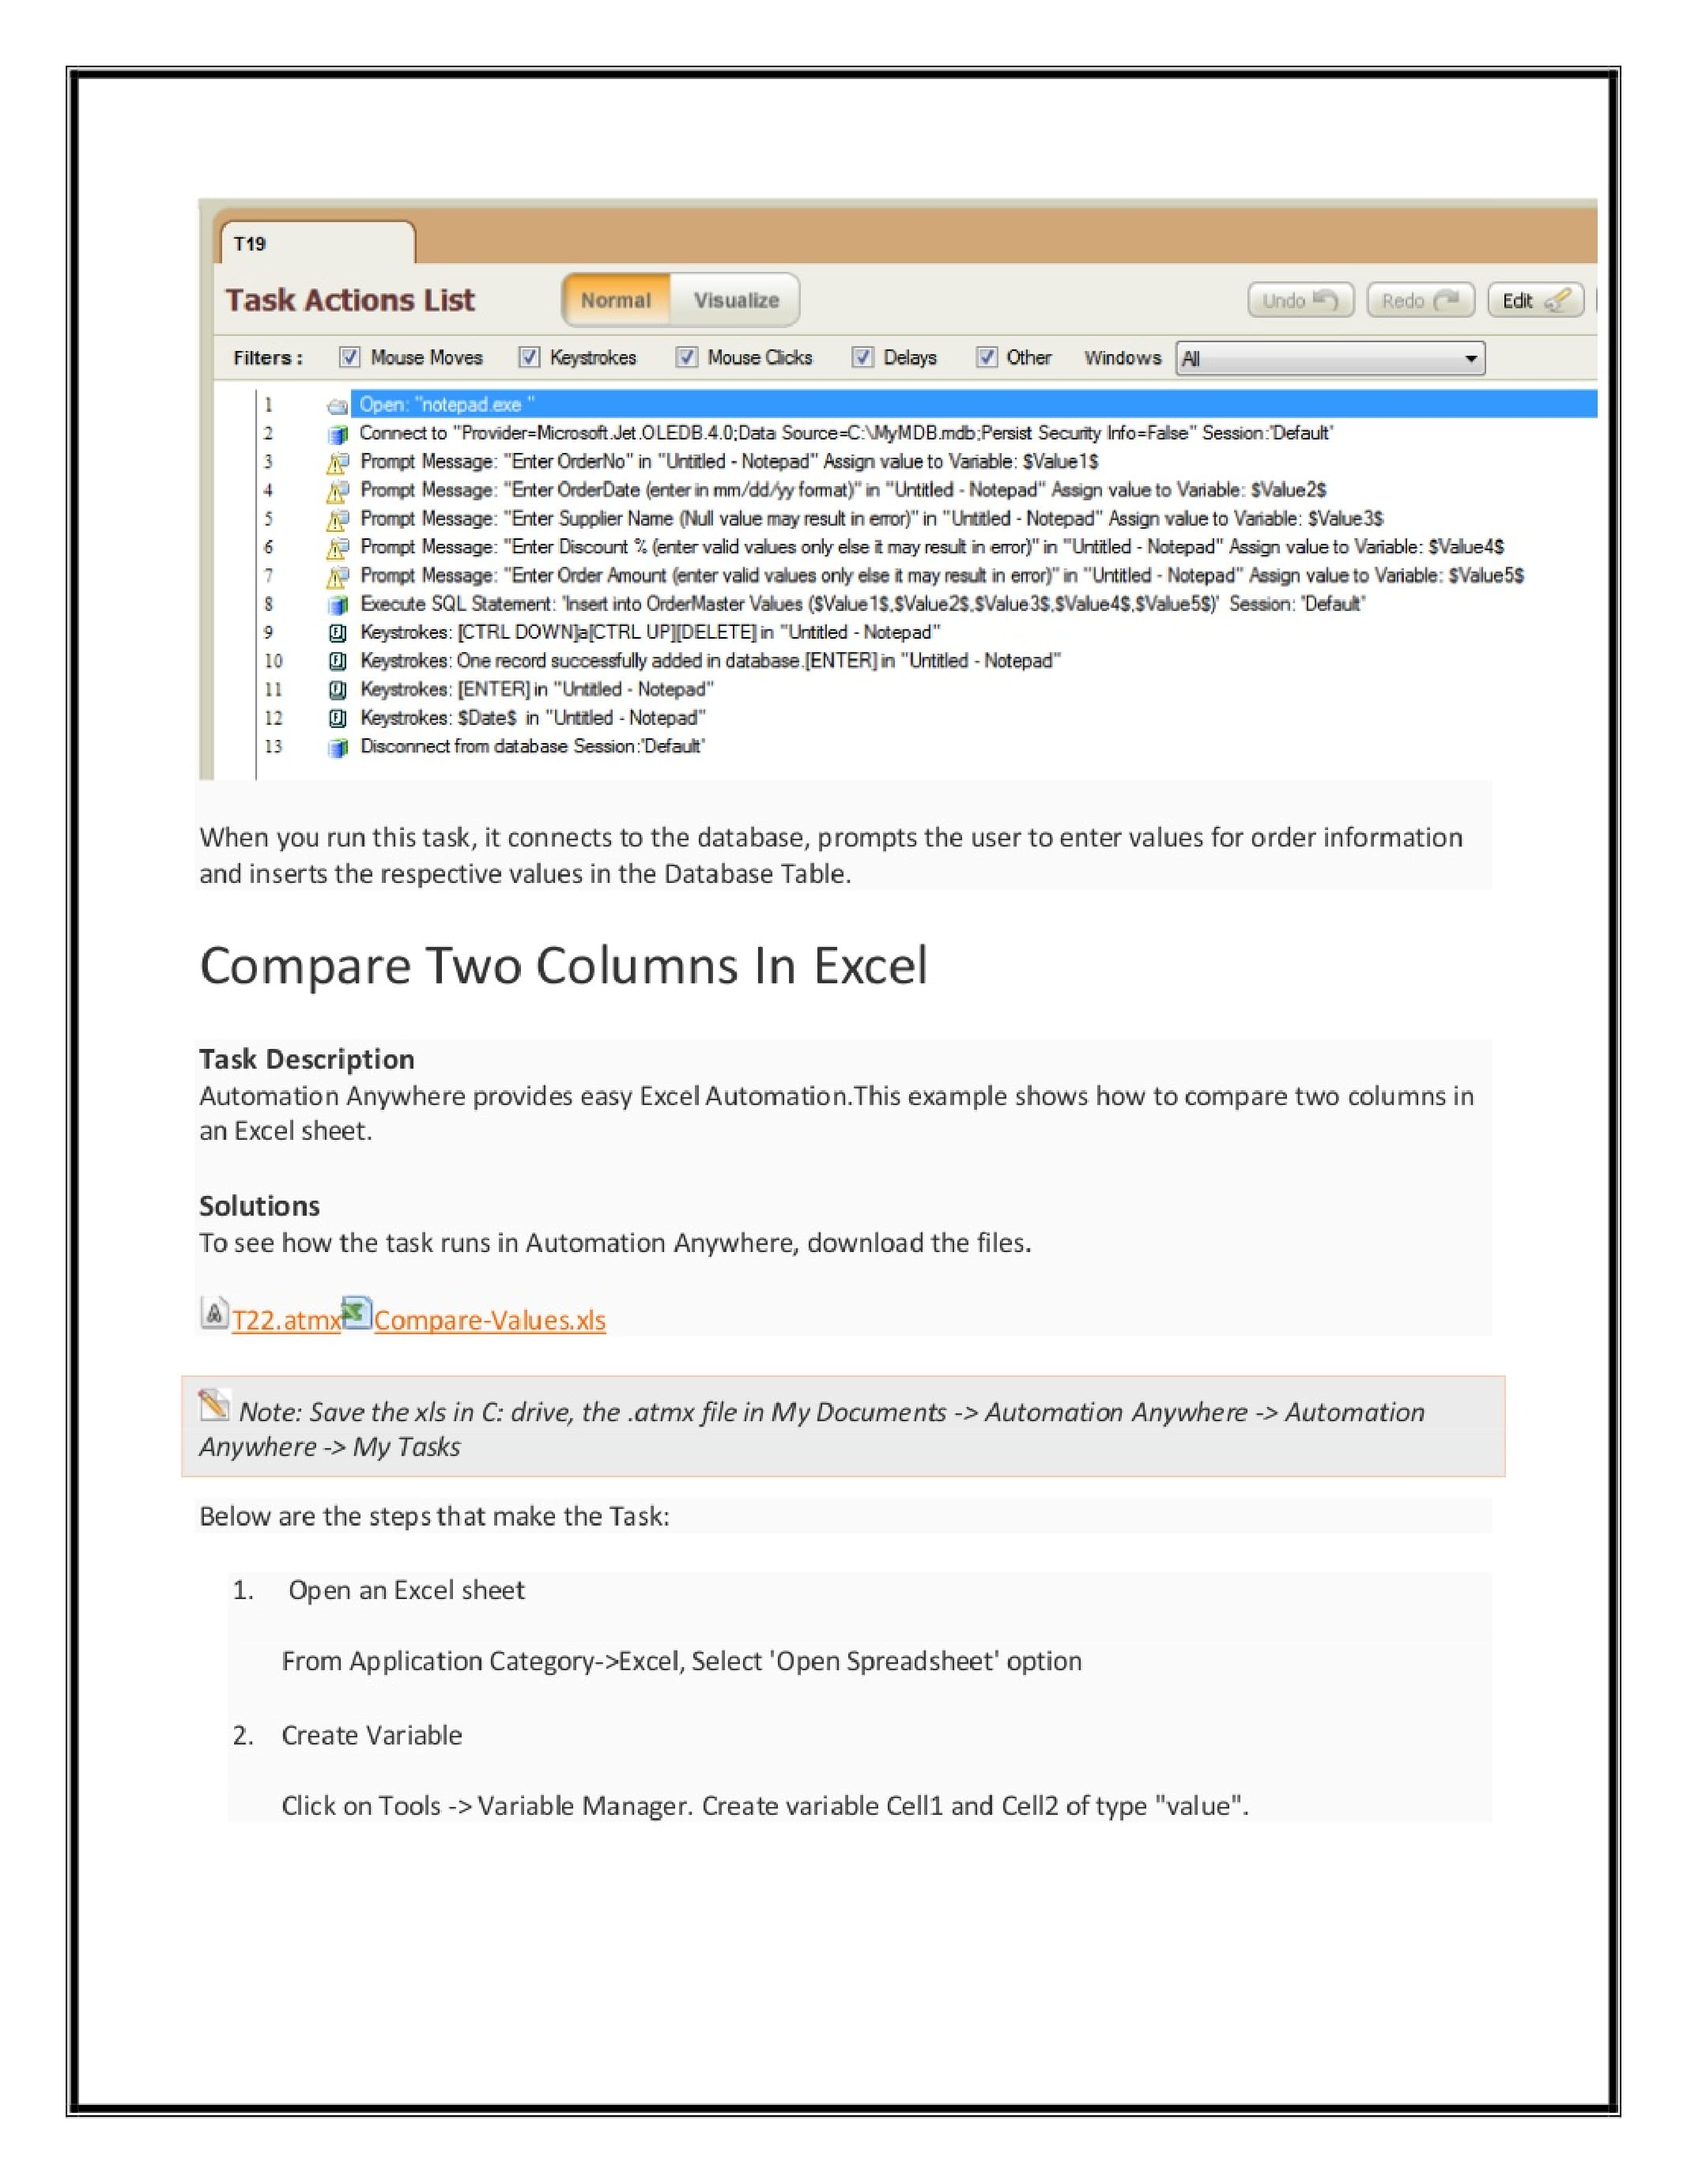 T19
Task Actions List Normal Visualize Undo Redo Edit
Filters : Mouse Moves Keystrokes Mouse Clicks Delays Other Windows All
1 Open: "notepad.exe "
2 Connect to "Provider=Microsoft.Jet.OLEDB.4.0;Data Source=C:\MyMDB.mdb;Persist Security Info=False" Session:'Default'
3 Prompt Message: "Enter OrderNo" in "Untitled - Notepad" Assign value to Variable: $Value1$
4 Prompt Message: "Enter OrderDate (enter in mm/dd/yy format)" in "Untitled - Notepad" Assign value to Variable: $Value2$
5 Prompt Message: "Enter Supplier Name (Null value may result in error)" in "Untitled - Notepad" Assign value to Variable: $Value3$
6 Prompt Message: "Enter Discount % (enter valid values only else it may result in error)" in "Untitled - Notepad" Assign value to Variable: $Value4$
7 Prompt Message: "Enter Order Amount (enter valid values only else it may result in error)" in "Untitled - Notepad" Assign value to Variable: $Value5$
8 Execute SQL Statement: 'Insert into OrderMaster Values ($Value1$,$Value2$,$Value3$,$Value4$,$Value5$)' Session: 'Default'
9 Keystrokes: [CTRL DOWN]a[CTRL UP][DELETE] in "Untitled - Notepad"
10 Keystrokes: One record successfully added in database.[ENTER] in "Untitled - Notepad"
11 Keystrokes: [ENTER] in "Untitled - Notepad"
12 Keystrokes: $Date$ in "Untitled - Notepad"
13 Disconnect from database Session:'Default'
When you run this task, it connects to the database, prompts the user to enter values for order information
and inserts the respective values in the Database Table.
Compare Two Columns In Excel
Task Description
Automation Anywhere provides easy Excel Automation.This example shows how to compare two columns in
an Excel sheet.
Solutions
To see how the task runs in Automation Anywhere, download the files.
T22.atmx Compare-Values.xls
Note: Save the xls in C: drive, the .atmx file in My Documents -> Automation Anywhere -> Automation
Anywhere -> My Tasks
Below are the steps that make the Task:
1. Open an Excel sheet
From Application Category->Excel, Select 'Open Spreadsheet' option
2. Create Variable
Click on Tools -> Variable Manager. Create variable Cell1 and Cell2 of type "value".